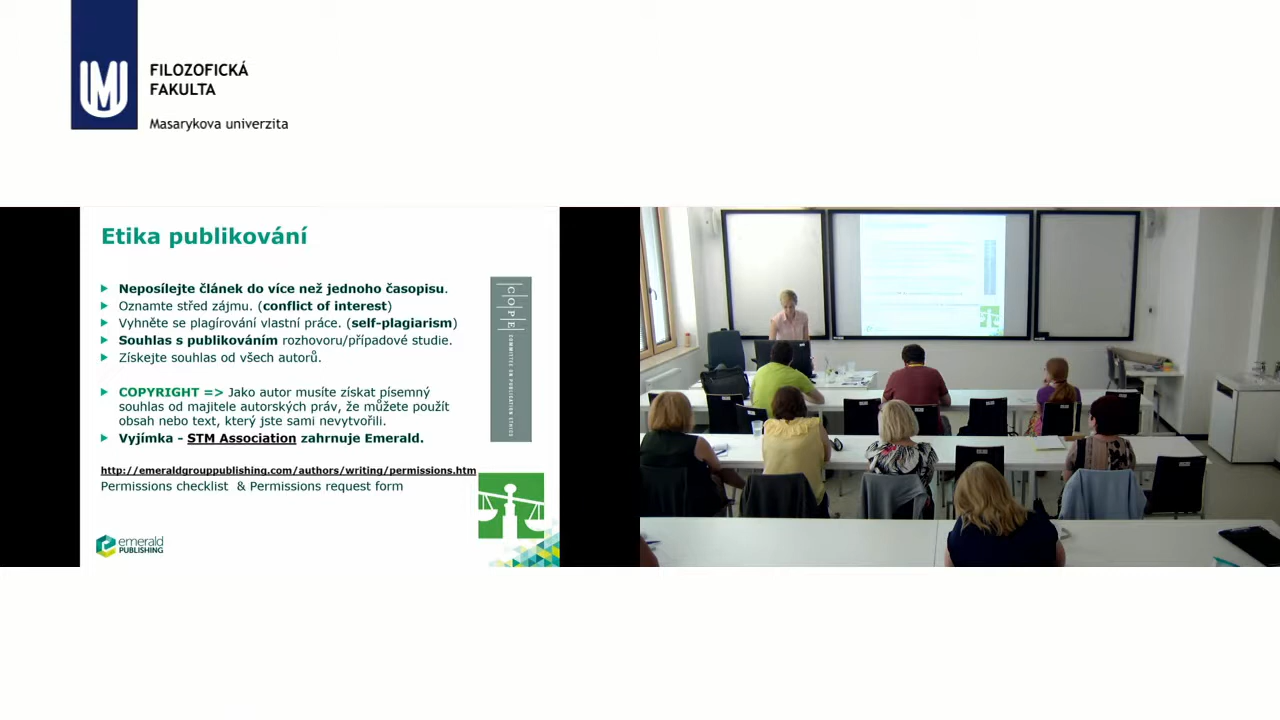 FILOZOFICKÁ
FAKULTA
Masarykova univerzita
Etika publikování
Neposílejte článek do více než jednoho časopisu.
Oznamte střed zájmu. (conflict of interest)
Vyhněte se plagírování vlastní práce. (self-plagiarism)
Souhlas s publikováním rozhovoru/případové studie.
Získejte souhlas od všech autorů.
COPYRIGHT => Jako autor musíte získat písemný
souhlas od majitele autorských práv, že můžete použít
obsah nebo text, který jste sami nevytvořili.
Vyjímka - STM Association zahrnuje Emerald.
http://emeraldgrouppublishing.com/authors/writing/permissions.htm
Permissions checklist & Permissions request form
COPE
COMMITTEE ON PUBLICATION ETHICS
emerald
PUBLISHING